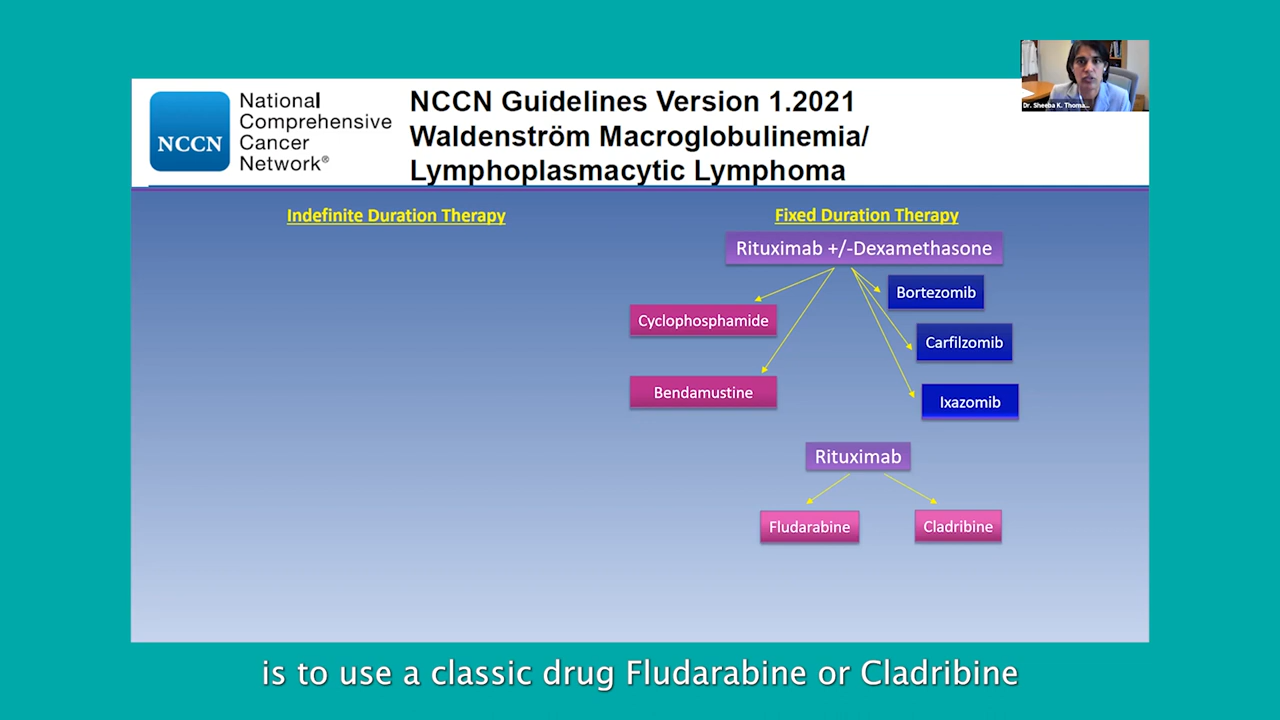 NCCN
National
Comprehensive
Cancer
Network®
NCCN Guidelines Version 1.2021
Waldenström Macroglobulinemia/
Lymphoplasmacytic Lymphoma
Dr. Sheeba K. Thoma...
Indefinite Duration Therapy
Fixed Duration Therapy
Rituximab +/-Dexamethasone
Bortezomib
Cyclophosphamide
Carfilzomib
Bendamustine
Ixazomib
Rituximab
Fludarabine
Cladribine
is to use a classic drug Fludarabine or Cladribine